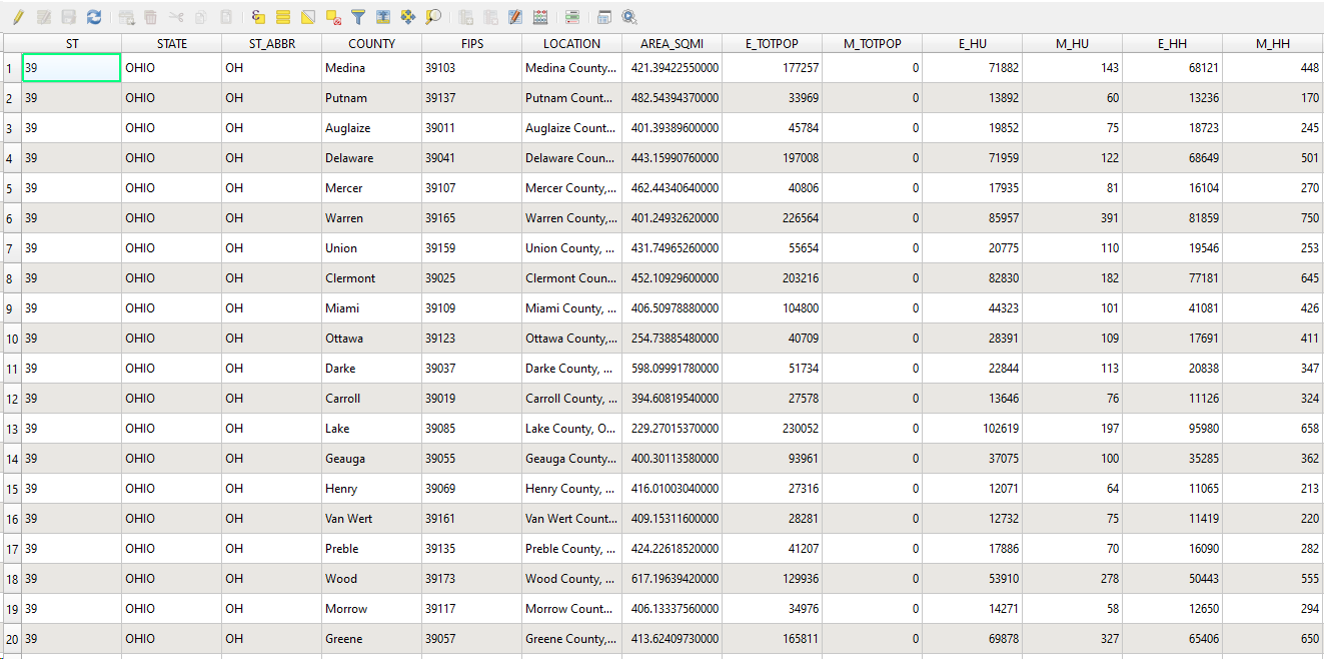 ST STATE ST_ABBR COUNTY FIPS LOCATION AREA_SQMI E_TOTPOP M_TOTPOP E_HU M_HU E_HH M_HH
1 39 OHIO OH Medina 39103 Medina County... 421.39422550000 177257 0 71882 143 68121 448
2 39 OHIO OH Putnam 39137 Putnam Count... 482.54394370000 33969 0 13892 60 13236 170
3 39 OHIO OH Auglaize 39011 Auglaize Count... 401.39389600000 45784 0 19852 75 18723 245
4 39 OHIO OH Delaware 39041 Delaware Coun... 443.15990760000 197008 0 71959 122 68649 501
5 39 OHIO OH Mercer 39107 Mercer County,... 462.44340640000 40806 0 17935 81 16104 270
6 39 OHIO OH Warren 39165 Warren County,... 401.24932620000 226564 0 85957 391 81859 750
7 39 OHIO OH Union 39159 Union County, ... 431.74965260000 55654 0 20775 110 19546 253
8 39 OHIO OH Clermont 39025 Clermont Coun... 452.10929600000 203216 0 82830 182 77181 645
9 39 OHIO OH Miami 39109 Miami County, ... 406.50978880000 104800 0 44323 101 41081 426
10 39 OHIO OH Ottawa 39123 Ottawa County,... 254.73885480000 40709 0 28391 109 17691 411
11 39 OHIO OH Darke 39037 Darke County, ... 598.09991780000 51734 0 22844 113 20838 347
12 39 OHIO OH Carroll 39019 Carroll County, ... 394.60819540000 27578 0 13646 76 11126 324
13 39 OHIO OH Lake 39085 Lake County, O... 229.27015370000 230052 0 102619 197 95980 658
14 39 OHIO OH Geauga 39055 Geauga County... 400.30113580000 93961 0 37075 100 35285 362
15 39 OHIO OH Henry 39069 Henry County, ... 416.01003040000 27316 0 12071 64 11065 213
16 39 OHIO OH Van Wert 39161 Van Wert Count... 409.15311600000 28281 0 12732 75 11419 220
17 39 OHIO OH Preble 39135 Preble County, ... 424.22618520000 41207 0 17886 70 16090 282
18 39 OHIO OH Wood 39173 Wood County, ... 617.19639420000 129936 0 53910 278 50443 555
19 39 OHIO OH Morrow 39117 Morrow Count... 406.13337560000 34976 0 14271 58 12650 294
20 39 OHIO OH Greene 39057 Greene County,... 413.62409730000 165811 0 69878 327 65406 650